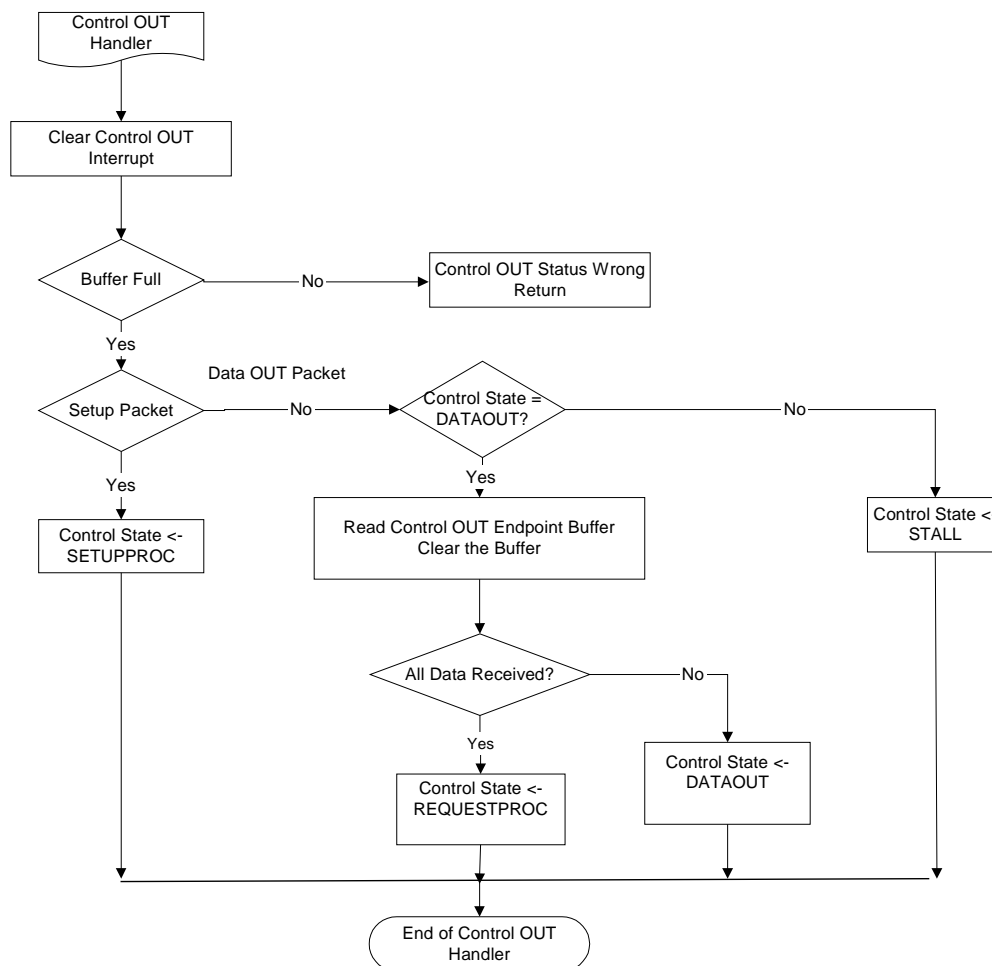 Control OUT
Handler
Clear Control OUT
Interrupt
Buffer Full
No
Control OUT Status Wrong
Return
Yes
Data OUT Packet
Setup Packet
No
Control State =
DATAOUT?
No
Yes
Yes
Control State <-
SETUPPROC
Read Control OUT Endpoint Buffer
Clear the Buffer
Control State <-
STALL
All Data Received?
No
Yes
Control State <-
REQUESTPROC
Control State <-
DATAOUT
End of Control OUT
Handler